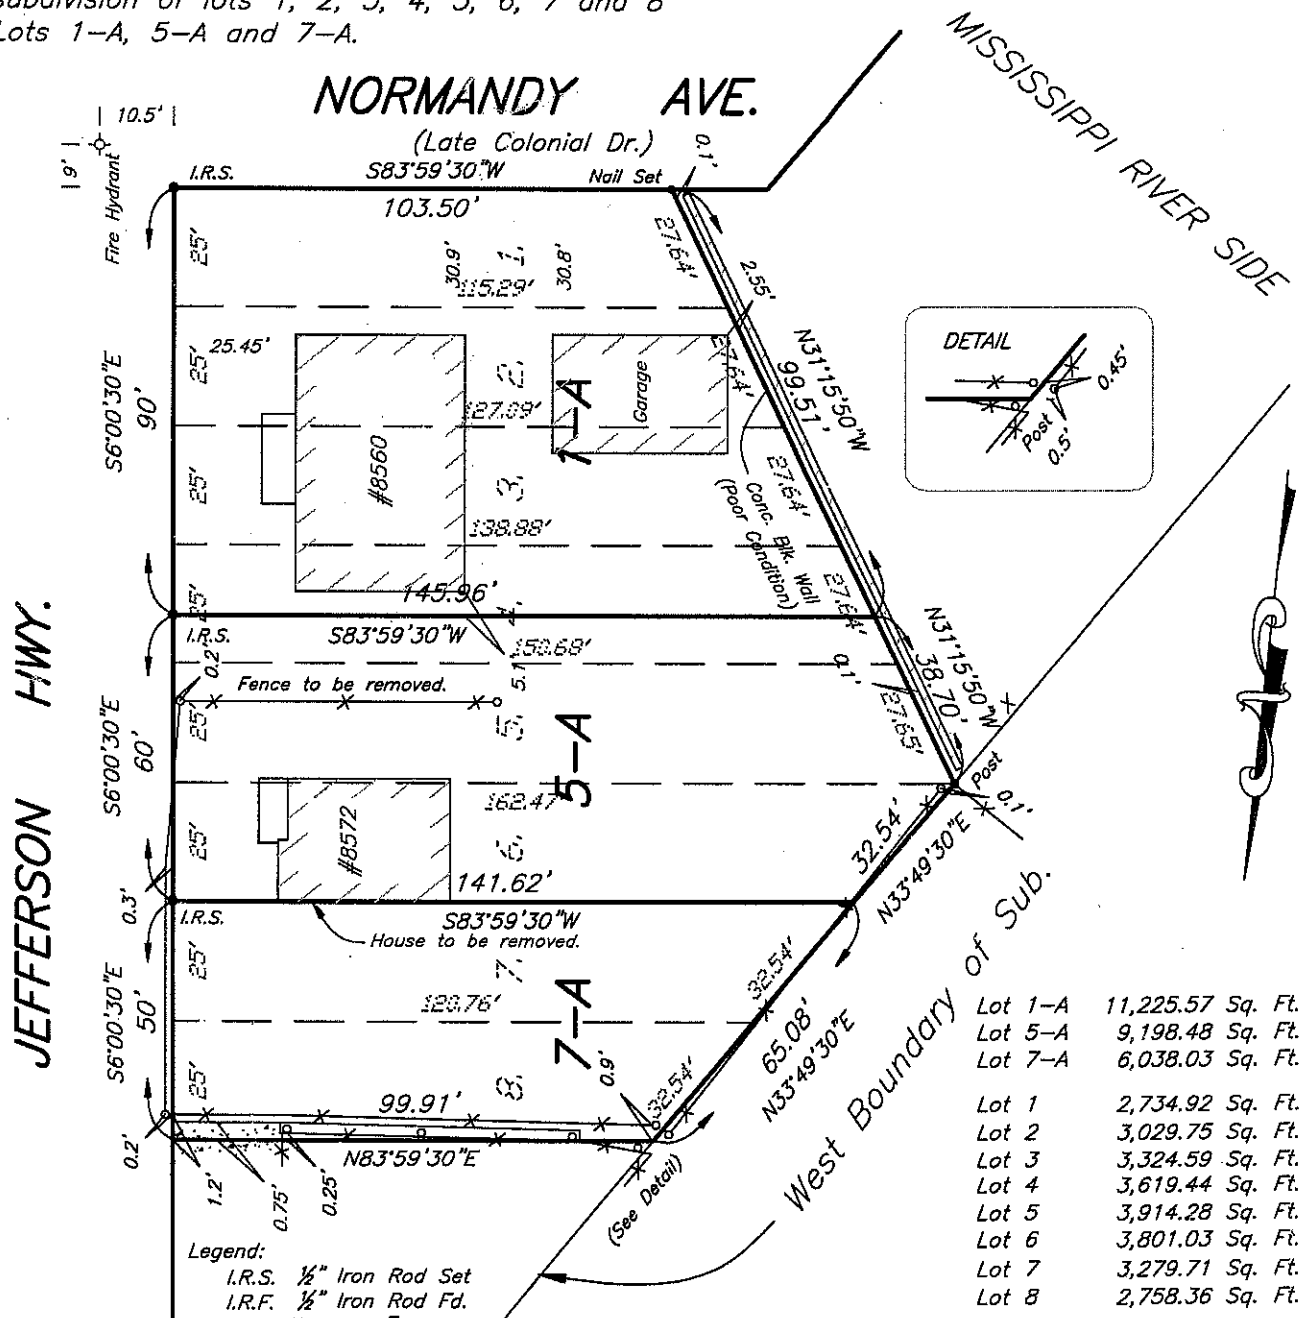 subdivision of lots 1, 2, 3, 4, 5, 6, 7 and 8
Lots 1-A, 5-A and 7-A.
NORMANDY AVE.
(Late Colonial Dr.)
MISSISSIPPI RIVER SIDE
10.5'
9'
Fire Hydrant
I.R.S.
S83°59'30"W
Nail Set
0.1'
103.50'
25'
30.9'
1.
30.8'
27.64'
2.55'
115.29'
S6°00'30"E
90'
25'
25.45'
2.
Garage
27.64'
N31°15'50"W
99.51'
DETAIL
0.45'
Post
0.5'
127.09'
1-A
#8560
25'
3.
27.64'
Conc. Blk. Wall
(Poor Condition)
138.88'
25'
145.96'
4.
27.64'
I.R.S.
S83°59'30"W
150.68'
0.2'
Fence to be removed.
5.1'
0.1'
N31°15'50"W
38.70'
JEFFERSON HWY.
S6°00'30"E
60'
25'
5.
5-A
27.65'
Post
0.1'
162.47'
25'
#8572
6.
32.54'
N33°49'30"E
141.62'
0.3'
I.R.S.
S83°59'30"W
House to be removed.
West Boundary of Sub.
S6°00'30"E
50'
25'
7.
7-A
32.54'
120.76'
65.08'
N33°49'30"E
25'
8.
0.9'
32.54'
99.91'
N83°59'30"E
0.2'
1.2'
0.75'
0.25'
(See Detail)
Lot 1-A 11,225.57 Sq. Ft.
Lot 5-A 9,198.48 Sq. Ft.
Lot 7-A 6,038.03 Sq. Ft.
Lot 1 2,734.92 Sq. Ft.
Lot 2 3,029.75 Sq. Ft.
Lot 3 3,324.59 Sq. Ft.
Lot 4 3,619.44 Sq. Ft.
Lot 5 3,914.28 Sq. Ft.
Lot 6 3,801.03 Sq. Ft.
Lot 7 3,279.71 Sq. Ft.
Lot 8 2,758.36 Sq. Ft.
Legend:
I.R.S. ½" Iron Rod Set
I.R.F. ½" Iron Rod Fd.